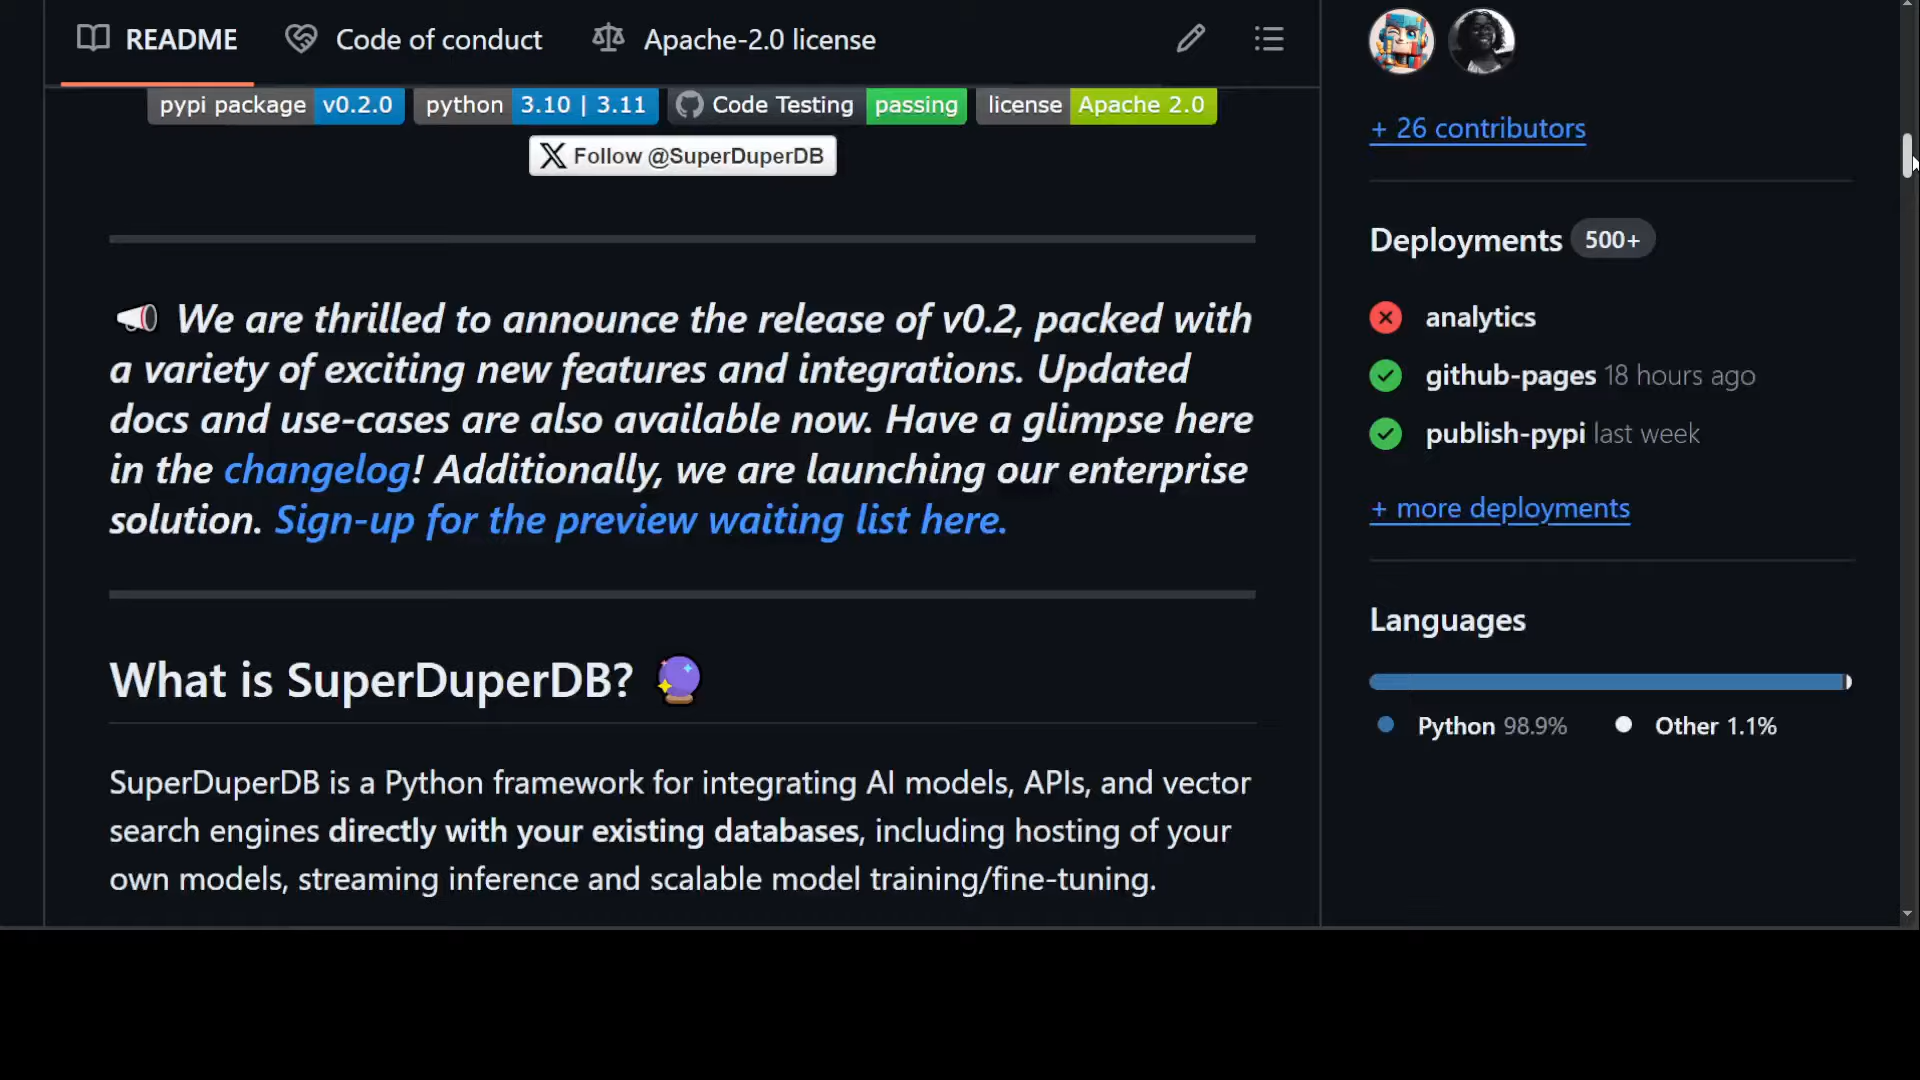 README
Code of conduct
Apache-2.0 license
pypi package v0.2.0
python 3.10 | 3.11
Code Testing passing
license Apache 2.0
Follow @SuperDuperDB
We are thrilled to announce the release of v0.2, packed with
a variety of exciting new features and integrations. Updated
docs and use-cases are also available now. Have a glimpse here
in the changelog! Additionally, we are launching our enterprise
solution. Sign-up for the preview waiting list here.
What is SuperDuperDB?
SuperDuperDB is a Python framework for integrating AI models, APIs, and vector
search engines directly with your existing databases, including hosting of your
own models, streaming inference and scalable model training/fine-tuning.
+ 26 contributors
Deployments 500+
analytics
github-pages 18 hours ago
publish-pypi last week
+ more deployments
Languages
Python 98.9%
Other 1.1%